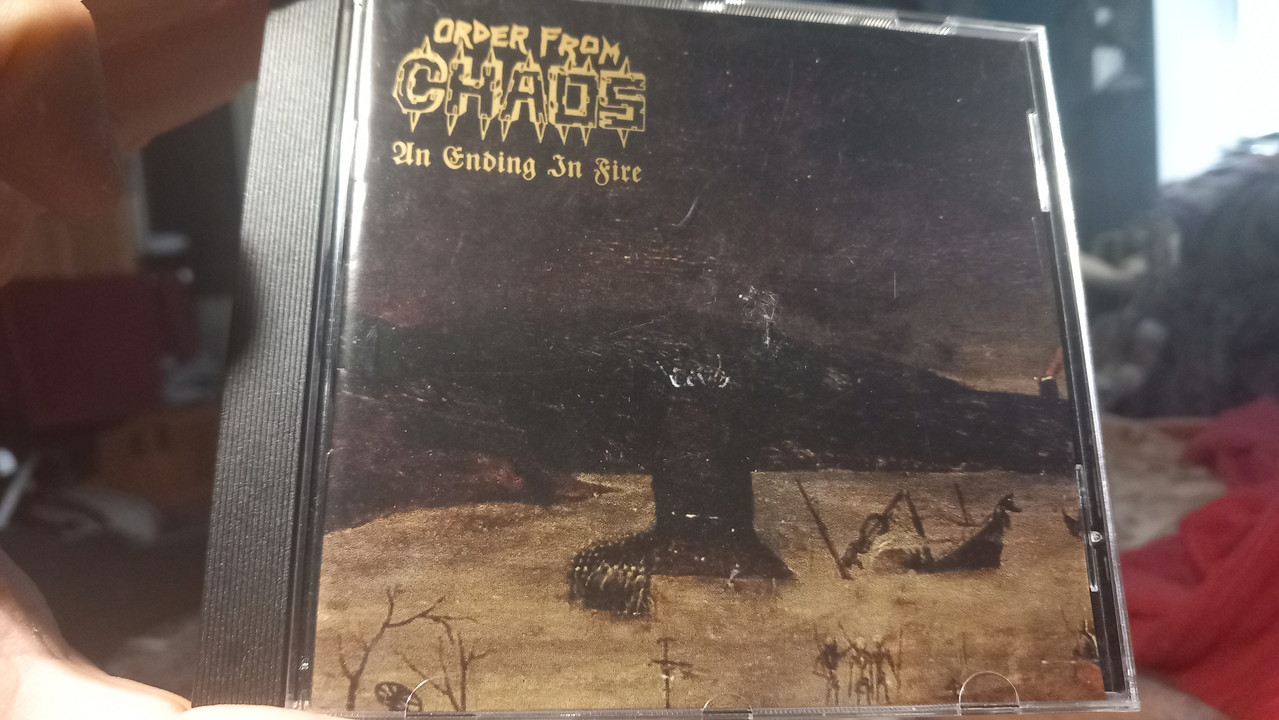 ORDER FROM
CHAOS
An Ending In Fire